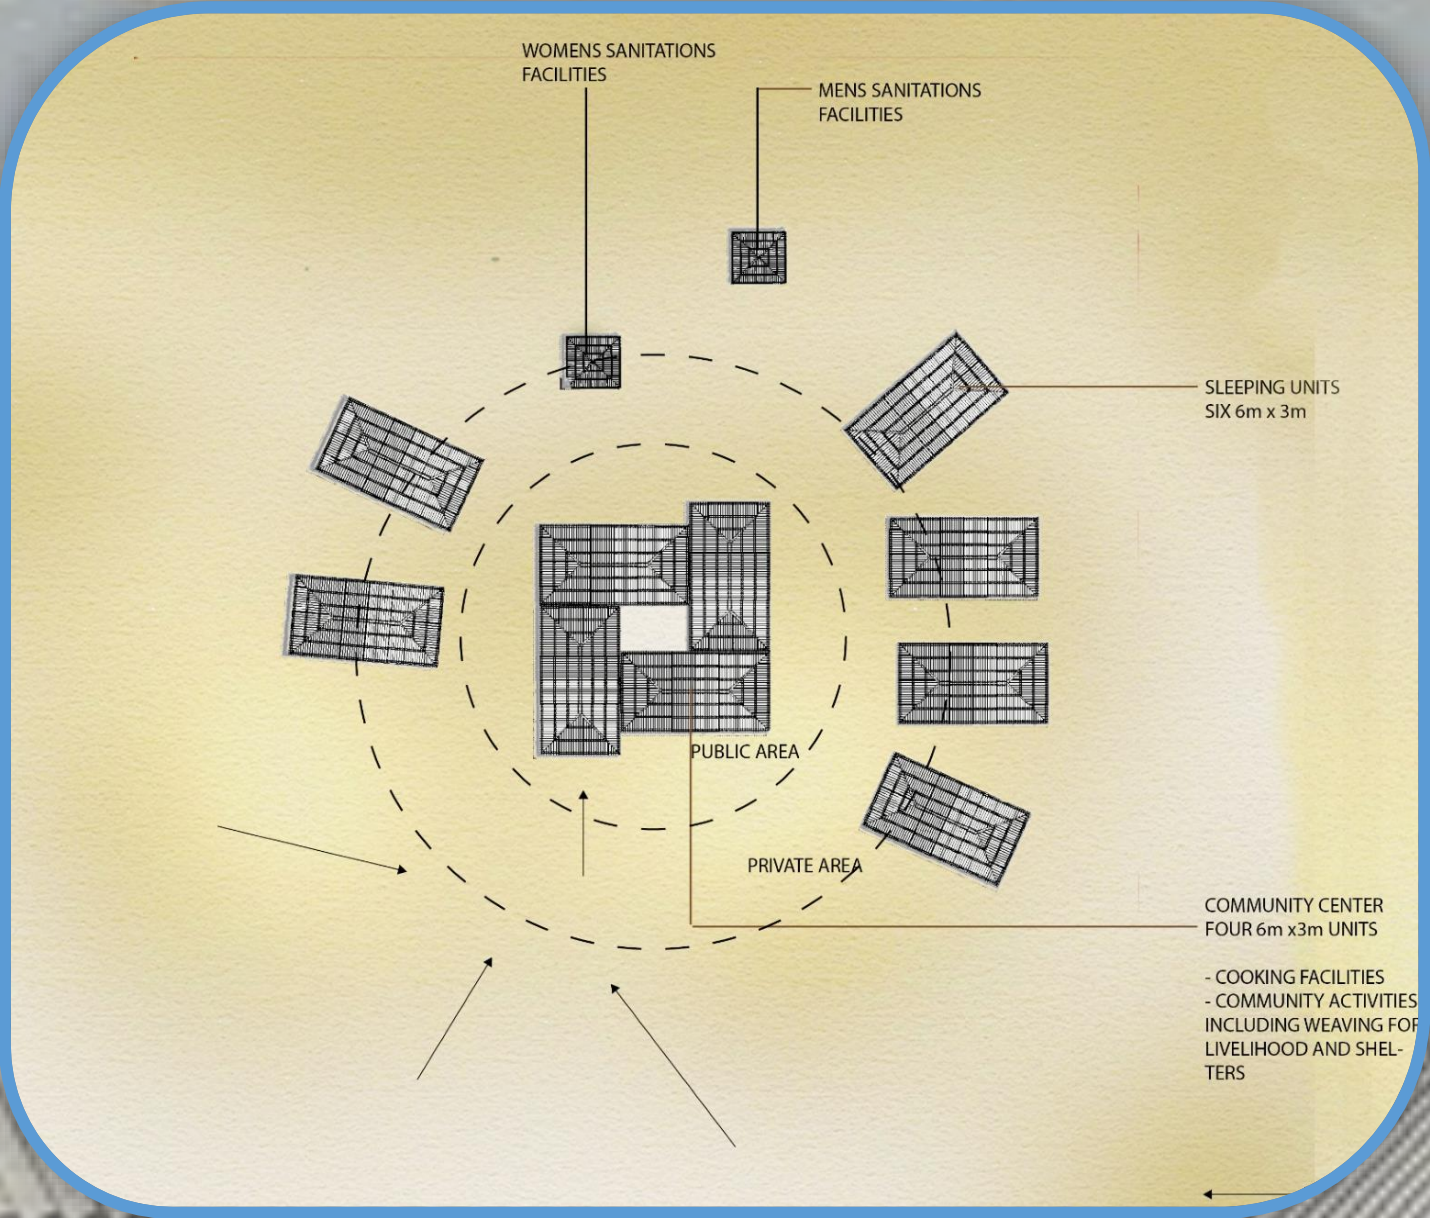 WOMENS SANITATIONS
FACILITIES
MENS SANITATIONS
FACILITIES
SLEEPING UNITS
SIX 6m x 3m
PUBLIC AREA
PRIVATE AREA
COMMUNITY CENTER
FOUR 6m x3m UNITS
- COOKING FACILITIES
- COMMUNITY ACTIVITIES
INCLUDING WEAVING FOR
LIVELIHOOD AND SHEL-
TERS